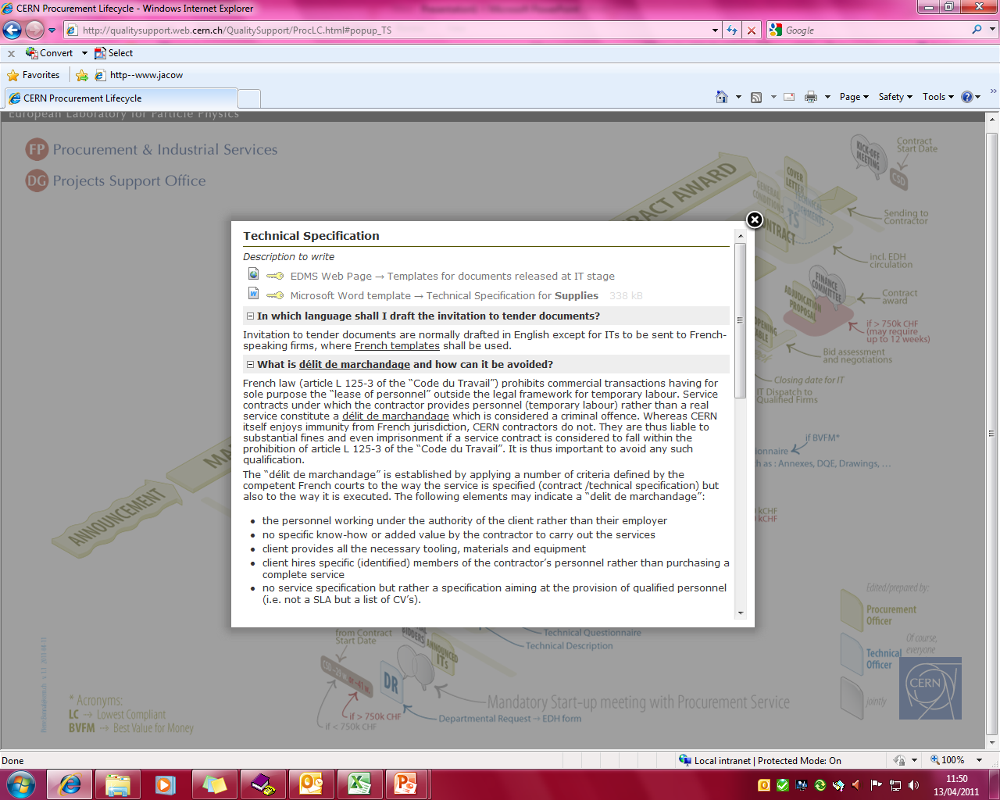 CERN Procurement Lifecycle - Windows Internet Explorer
http://qualitysupport.web.cern.ch/QualitySupport/ProcLC.html#popup_TS
Google
x Convert Select
Favorites http--www.jacow
CERN Procurement Lifecycle
Page Safety Tools
European Laboratory for Particle Physics
FP Procurement & Industrial Services
DG Projects Support Office
KICK-OFF MEETING
Contract Start Date
CSD
COVER LETTER
GENERAL CONDITIONS
TECHNICAL DOCUMENTS
TS
CONTRACT
CONTRACT AWARD
Sending to Contractor
incl. EDH circulation
FINANCE COMMITTEE
ADJUDICATION PROPOSAL
Contract award
if > 750k CHF
(may require
up to 12 weeks)
Bid assessment
and negotiations
Closing date for IT
IT Dispatch to
Qualified Firms
if BVFM*
such as : Annexes, DQE, Drawings, …
Technical Specification
Description to write
EDMS Web Page → Templates for documents released at IT stage
Microsoft Word template → Technical Specification for Supplies 338 kB
In which language shall I draft the invitation to tender documents?
Invitation to tender documents are normally drafted in English except for ITs to be sent to French-
speaking firms, where French templates shall be used.
What is délit de marchandage and how can it be avoided?
French law (article L 125-3 of the “Code du Travail”) prohibits commercial transactions having for
sole purpose the “lease of personnel” outside the legal framework for temporary labour. Service
contracts under which the contractor provides personnel (temporary labour) rather than a real
service constitute a délit de marchandage which is considered a criminal offence. Whereas CERN
itself enjoys immunity from French jurisdiction, CERN contractors do not. They are thus liable to
substantial fines and even imprisonment if a service contract is considered to fall within the
prohibition of article L 125-3 of the “Code du Travail”. It is thus important to avoid any such
qualification.
The “délit de marchandage” is established by applying a number of criteria defined by the
competent French courts to the way the service is specified (contract /technical specification) but
also to the way it is executed. The following elements may indicate a “delit de marchandage”:
• the personnel working under the authority of the client rather than their employer
• no specific know-how or added value by the contractor to carry out the services
• client provides all the necessary tooling, materials and equipment
• client hires specific (identified) members of the contractor’s personnel rather than purchasing a
complete service
• no service specification but rather a specification aiming at the provision of qualified personnel
(i.e. not a SLA but a list of CV’s).
ANNOUNCEMENT
from Contract
Start Date
ANNOUNCED ITs
DR
Technical Questionnaire
Technical Description
Mandatory Start-up meeting with Procurement Service
Departmental Request → EDH form
if > 750k CHF
if < 750k CHF
* Acronyms:
LC → Lowest Compliant
BVFM → Best Value for Money
Edited/prepared by:
Procurement
Officer
Of course,
everyone
Technical
Officer
jointly
CERN
Done
Local intranet | Protected Mode: On
100%
11:50
13/04/2011